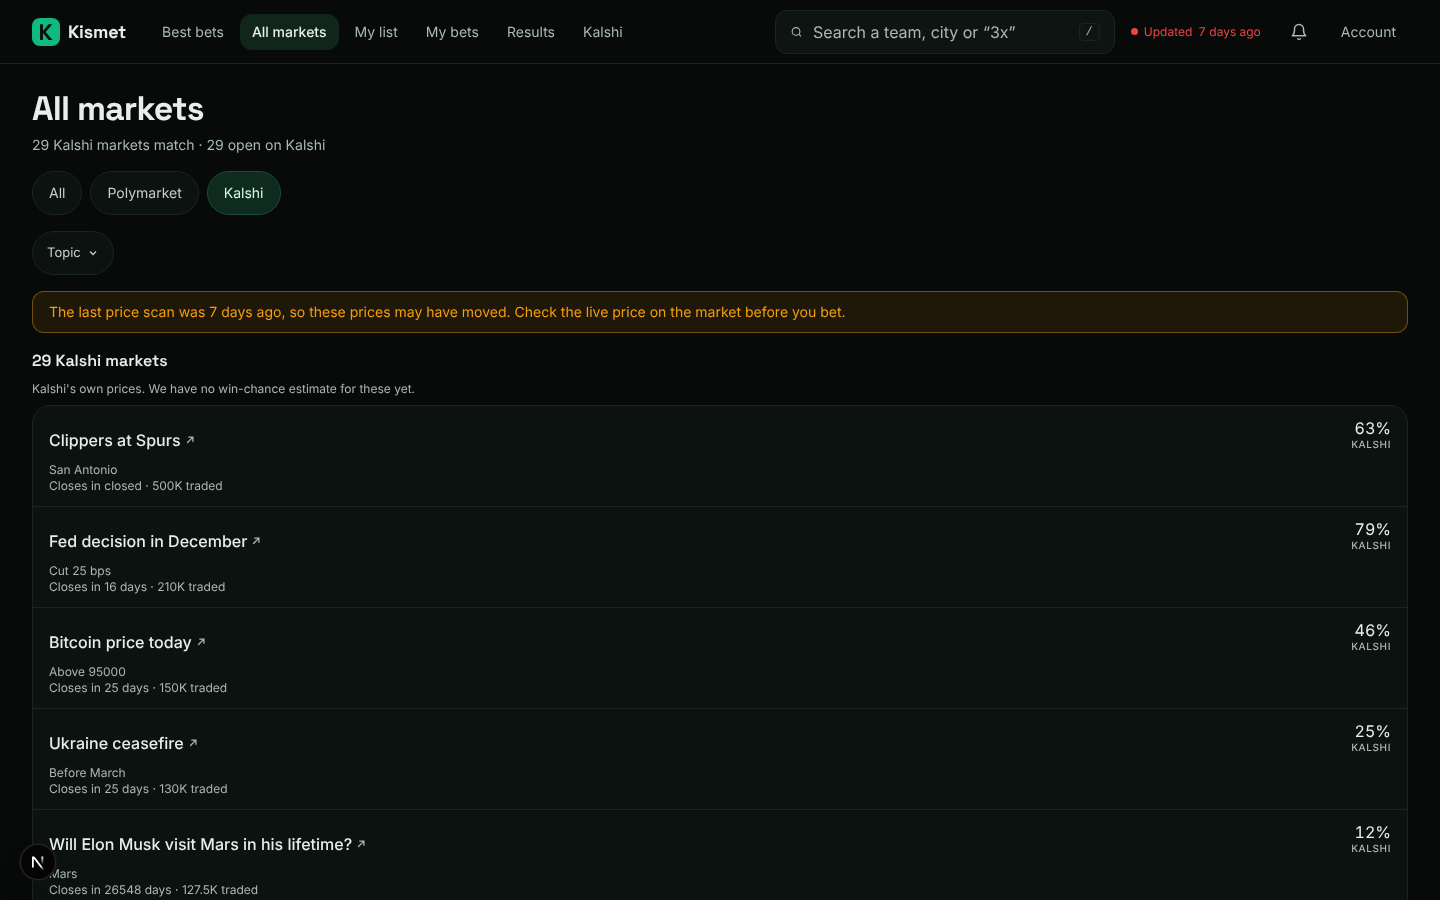 K Kismet Best bets All markets My list My bets Results Kalshi Search a team, city or “3x” / Updated 7 days ago Account
All markets
29 Kalshi markets match · 29 open on Kalshi
All Polymarket Kalshi
Topic
The last price scan was 7 days ago, so these prices may have moved. Check the live price on the market before you bet.
29 Kalshi markets
Kalshi's own prices. We have no win-chance estimate for these yet.
Clippers at Spurs ↗ 63%
KALSHI
San Antonio
Closes in closed · 500K traded
Fed decision in December ↗ 79%
KALSHI
Cut 25 bps
Closes in 16 days · 210K traded
Bitcoin price today ↗ 46%
KALSHI
Above 95000
Closes in 25 days · 150K traded
Ukraine ceasefire ↗ 25%
KALSHI
Before March
Closes in 25 days · 130K traded
Will Elon Musk visit Mars in his lifetime? ↗ 12%
KALSHI
N Mars
Closes in 26548 days · 127.5K traded